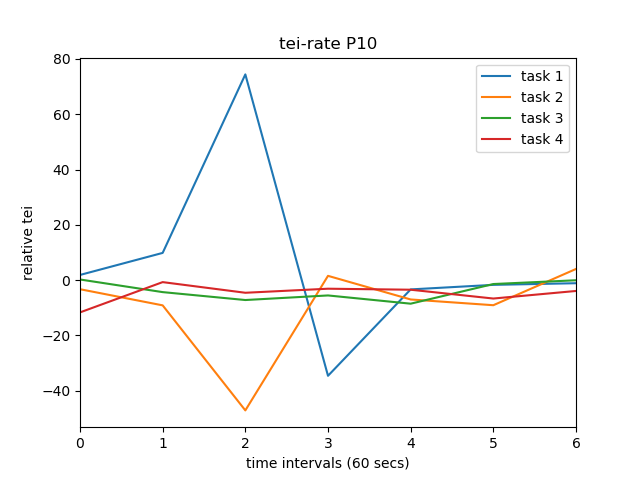 tei-rate P10
80
60
40
20
0
−20
−40
relative tei
0 1 2 3 4 5 6
time intervals (60 secs)
task 1
task 2
task 3
task 4